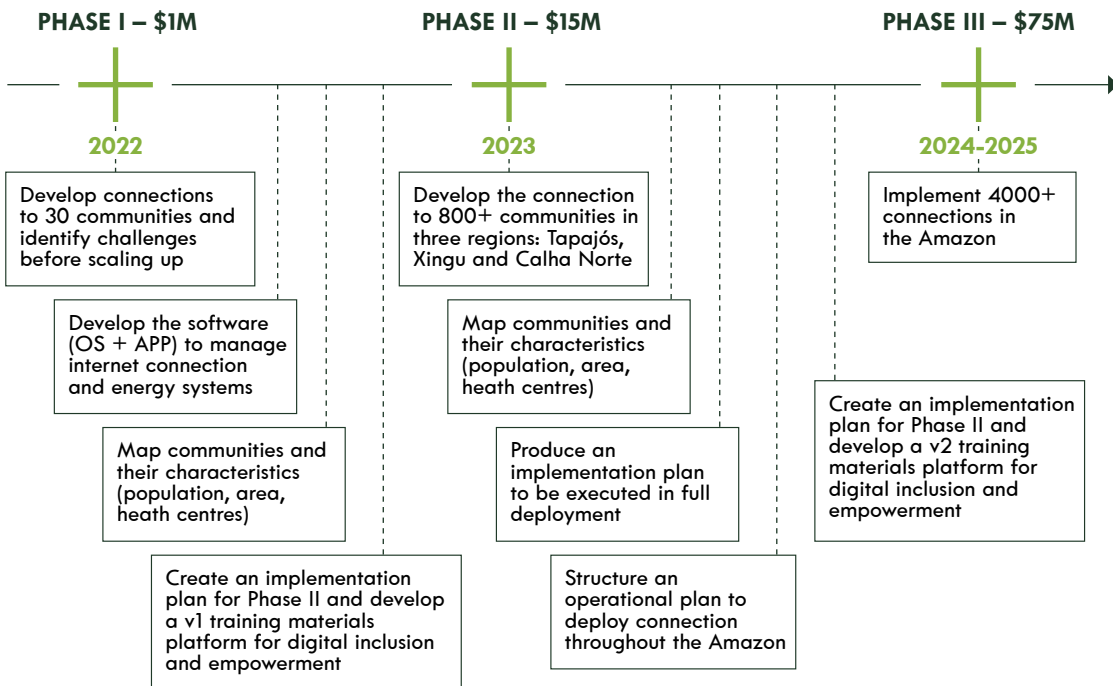 PHASE I – $1M
PHASE II – $15M
PHASE III – $75M
2022
2023
2024-2025
Develop connections
to 30 communities and
identify challenges
before scaling up
Develop the software
(OS + APP) to manage
internet connection
and energy systems
Map communities and
their characteristics
(population, area,
heath centres)
Create an implementation
plan for Phase II and develop
a v1 training materials
platform for digital inclusion
and empowerment
Develop the connection
to 800+ communities in
three regions: Tapajós,
Xingu and Calha Norte
Map communities and
their characteristics
(population, area,
heath centres)
Produce an
implementation plan
to be executed in full
deployment
Structure an
operational plan to
deploy connection
throughout the Amazon
Create an implementation
plan for Phase II and
develop a v2 training
materials platform for
digital inclusion and
empowerment
Implement 4000+
connections in
the Amazon